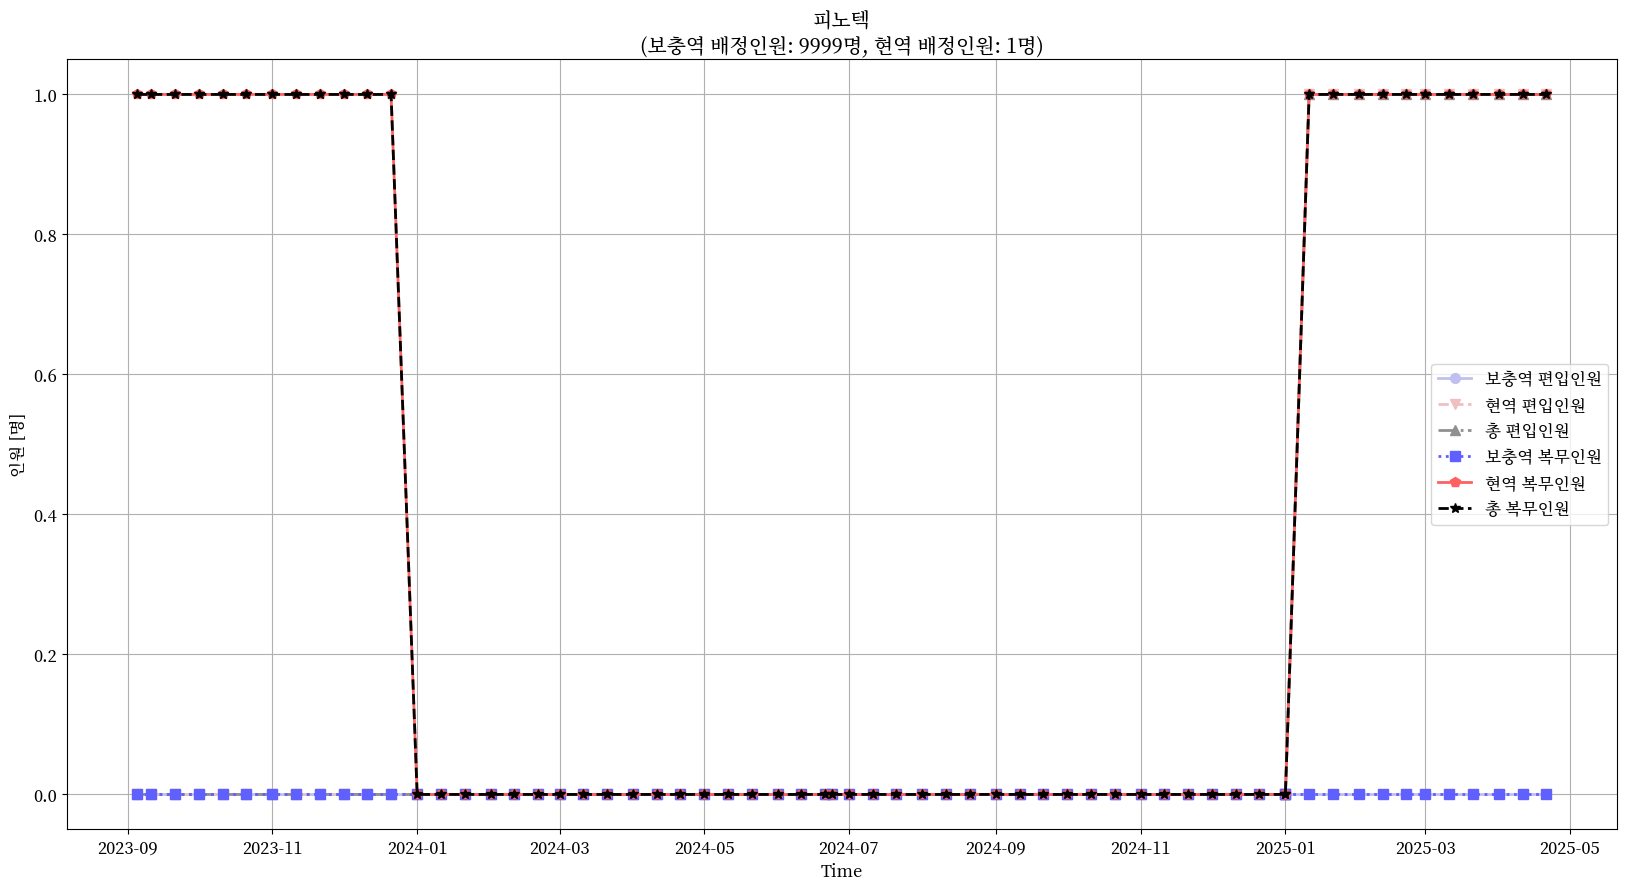 피노텍
(보충역 배정인원: 9999명, 현역 배정인원: 1명)
인원 [명]
1.0
0.8
0.6
0.4
0.2
0.0
보충역 편입인원
현역 편입인원
총 편입인원
보충역 복무인원
현역 복무인원
총 복무인원
2023-09 2023-11 2024-01 2024-03 2024-05 2024-07 2024-09 2024-11 2025-01 2025-03 2025-05
Time